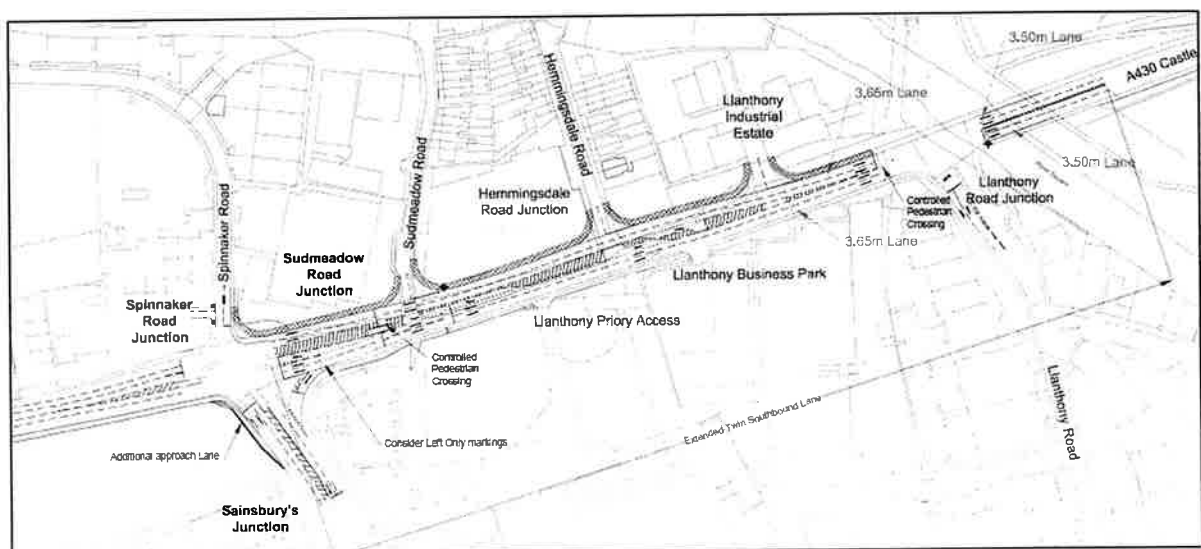 3.50m Lane
A430 Castle
Hemmingsdale Road
Llanthony
Industrial
Estate
3.65m Lane
3.50m Lane
Sudmeadow Road
Spinnaker Road
Hemmingsdale
Road Junction
Controlled
Pedestrian
Crossing
Llanthony
Road Junction
3.65m Lane
Sudmeadow
Road
Junction
Llanthony Business Park
Spinnaker
Road
Junction
Llanthony Priory Access
Controlled
Pedestrian
Crossing
Llanthony Road
Extended Twin Southbound Lane
Consider Left Only markings
Additional approach Lane
Sainsbury's
Junction